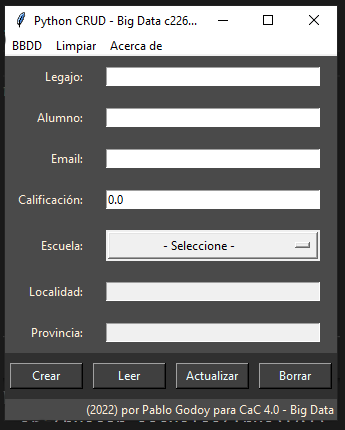 Python CRUD - Big Data c226...
BBDD Limpiar Acerca de
Legajo:
Alumno:
Email:
Calificación: 0.0
Escuela: - Seleccione -
Localidad:
Provincia:
Crear Leer Actualizar Borrar
(2022) por Pablo Godoy para CaC 4.0 - Big Data